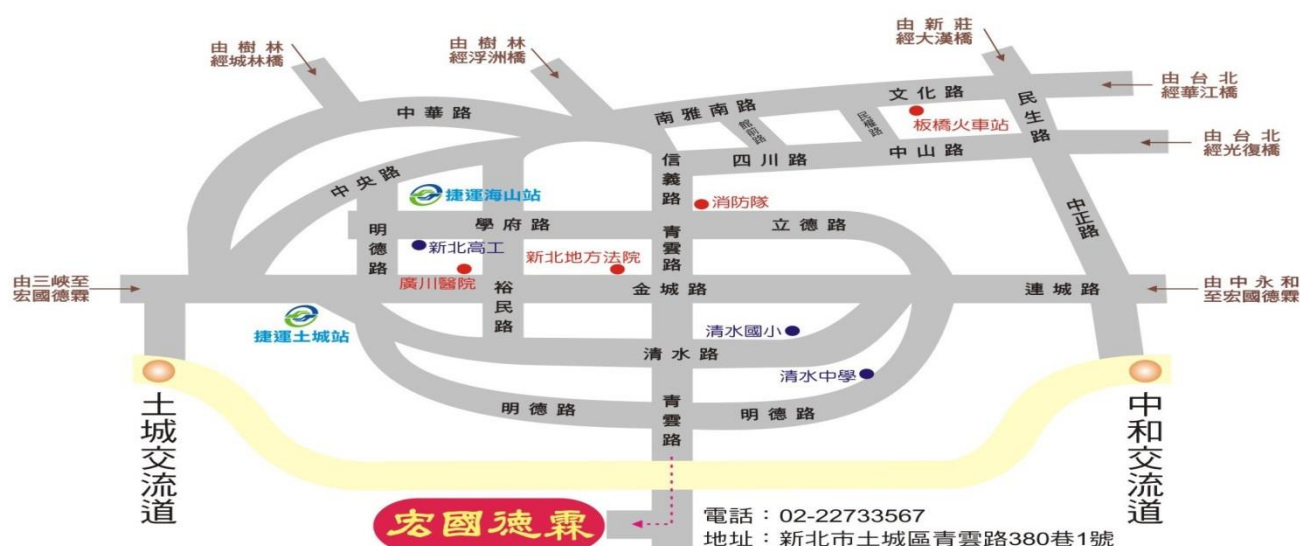 由樹林
經城林橋
由樹林
經浮洲橋
由新莊
經大漢橋
由台北
經華江橋
由台北
經光復橋
中華路
南雅南路
文化路
民生路
館前路
民權路
板橋火車站
四川路
中山路
信義路
中央路
捷運海山站
消防隊
中正路
明德路
學府路
青雲路
立德路
新北高工
新北地方法院
廣川醫院
由三峽至
宏國德霖
裕民路
金城路
連城路
由中永和
至宏國德霖
捷運土城站
清水國小
清水路
清水中學
土城交流道
明德路
青雲路
明德路
中和交流道
宏國德霖
電話：02-22733567
地址：新北市土城區青雲路380巷1號